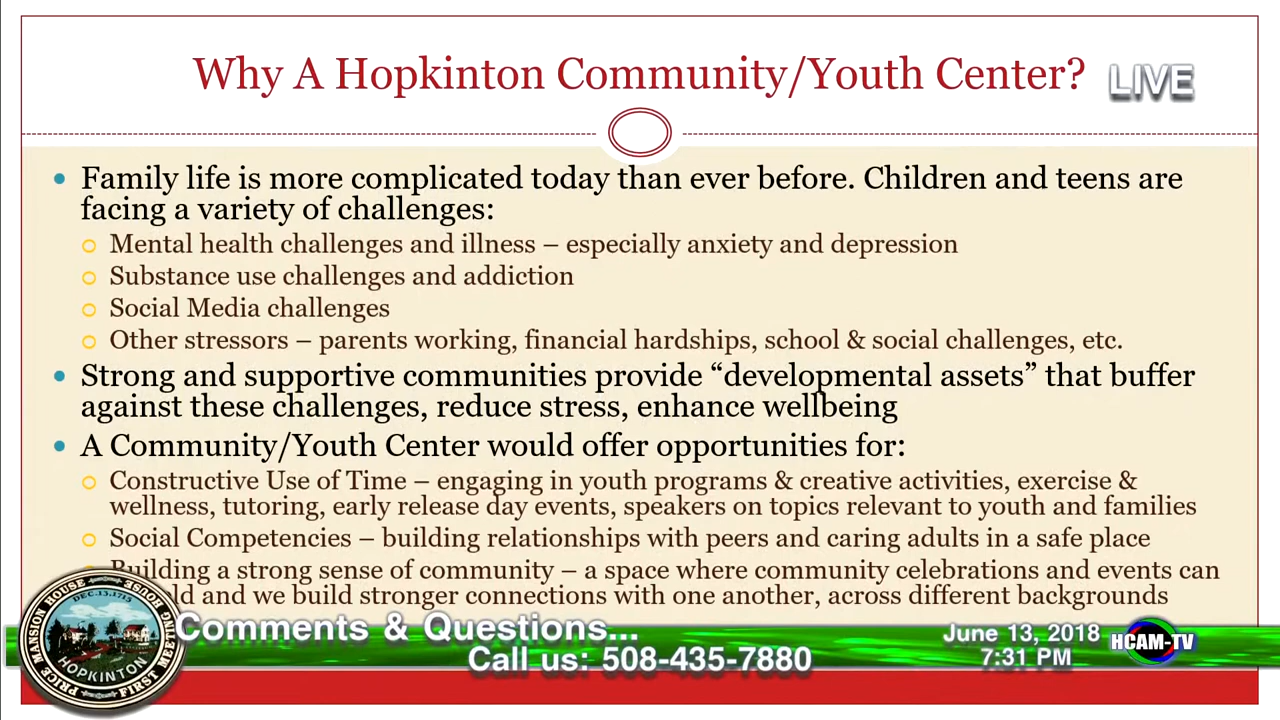 Why A Hopkinton Community/Youth Center?
LIVE
Family life is more complicated today than ever before. Children and teens are
facing a variety of challenges:
Mental health challenges and illness – especially anxiety and depression
Substance use challenges and addiction
Social Media challenges
Other stressors – parents working, financial hardships, school & social challenges, etc.
Strong and supportive communities provide “developmental assets” that buffer
against these challenges, reduce stress, enhance wellbeing
A Community/Youth Center would offer opportunities for:
Constructive Use of Time – engaging in youth programs & creative activities, exercise &
wellness, tutoring, early release day events, speakers on topics relevant to youth and families
Social Competencies – building relationships with peers and caring adults in a safe place
Building a strong sense of community – a space where community celebrations and events can
and we build stronger connections with one another, across different backgrounds
PRICE MANSION HOUSE
FIRST MEETING HOUSE
DEC. 13. 1715
HOPKINTON
Comments & Questions...
Call us: 508-435-7880
June 13, 2018
7:31 PM
HCAM-TV